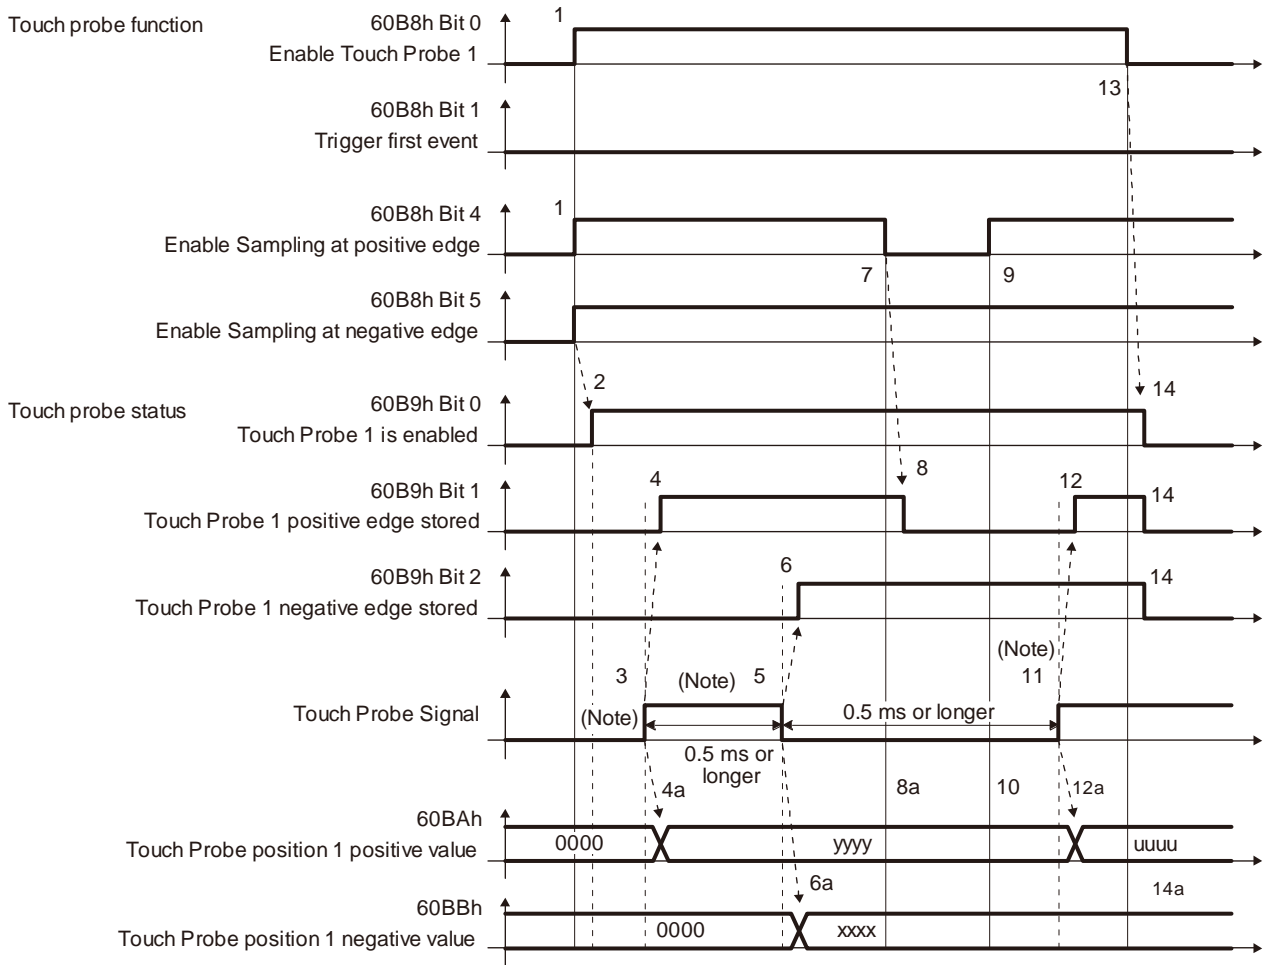 Touch probe function
60B8h Bit 0
Enable Touch Probe 1
1
13
60B8h Bit 1
Trigger first event
60B8h Bit 4
Enable Sampling at positive edge
1
7
9
60B8h Bit 5
Enable Sampling at negative edge
2
Touch probe status
60B9h Bit 0
Touch Probe 1 is enabled
14
8
60B9h Bit 1
Touch Probe 1 positive edge stored
4
12
14
60B9h Bit 2
Touch Probe 1 negative edge stored
6
14
Touch Probe Signal
3
(Note)
(Note)
5
(Note)
11
0.5 ms or longer
0.5 ms or
longer
4a
8a
10
12a
60BAh
Touch Probe position 1 positive value
0000
yyyy
uuuu
6a
14a
60BBh
Touch Probe position 1 negative value
0000
xxxx